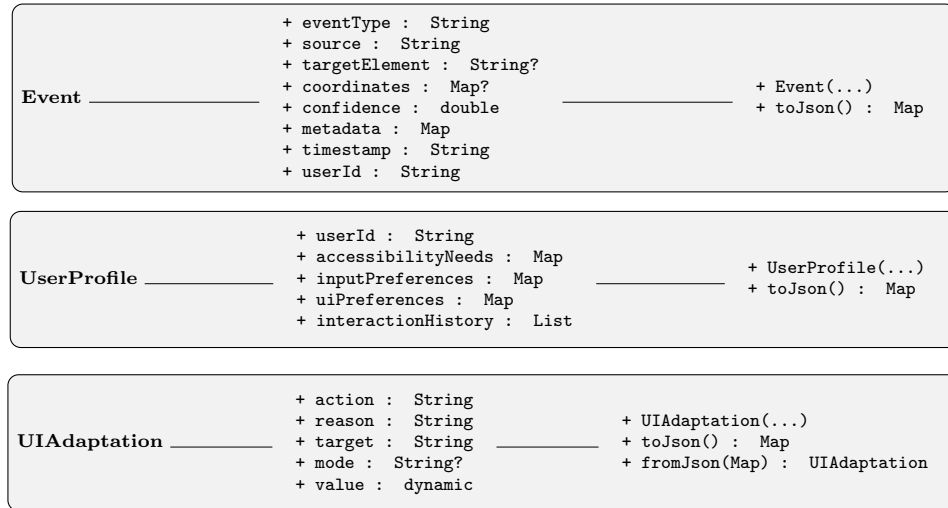 Event
+ eventType : String
+ source : String
+ targetElement : String?
+ coordinates : Map?
+ confidence : double
+ metadata : Map
+ timestamp : String
+ userId : String
+ Event(...)
+ toJson() : Map
UserProfile
+ userId : String
+ accessibilityNeeds : Map
+ inputPreferences : Map
+ uiPreferences : Map
+ interactionHistory : List
+ UserProfile(...)
+ toJson() : Map
UIAdaptation
+ action : String
+ reason : String
+ target : String
+ mode : String?
+ value : dynamic
+ UIAdaptation(...)
+ toJson() : Map
+ fromJson(Map) : UIAdaptation